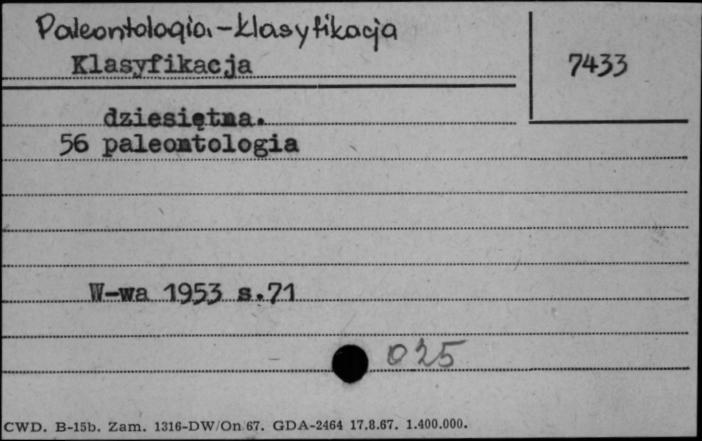 Paleontologia - klasyfikacja
Klasyfikacja
7433
dziesiętna.
56 paleontologia
W-wa 1953 s.71
025
CWD. B-15b. Zam. 1316-DW/On 67. GDA-2464 17.8.67. 1.400.000.